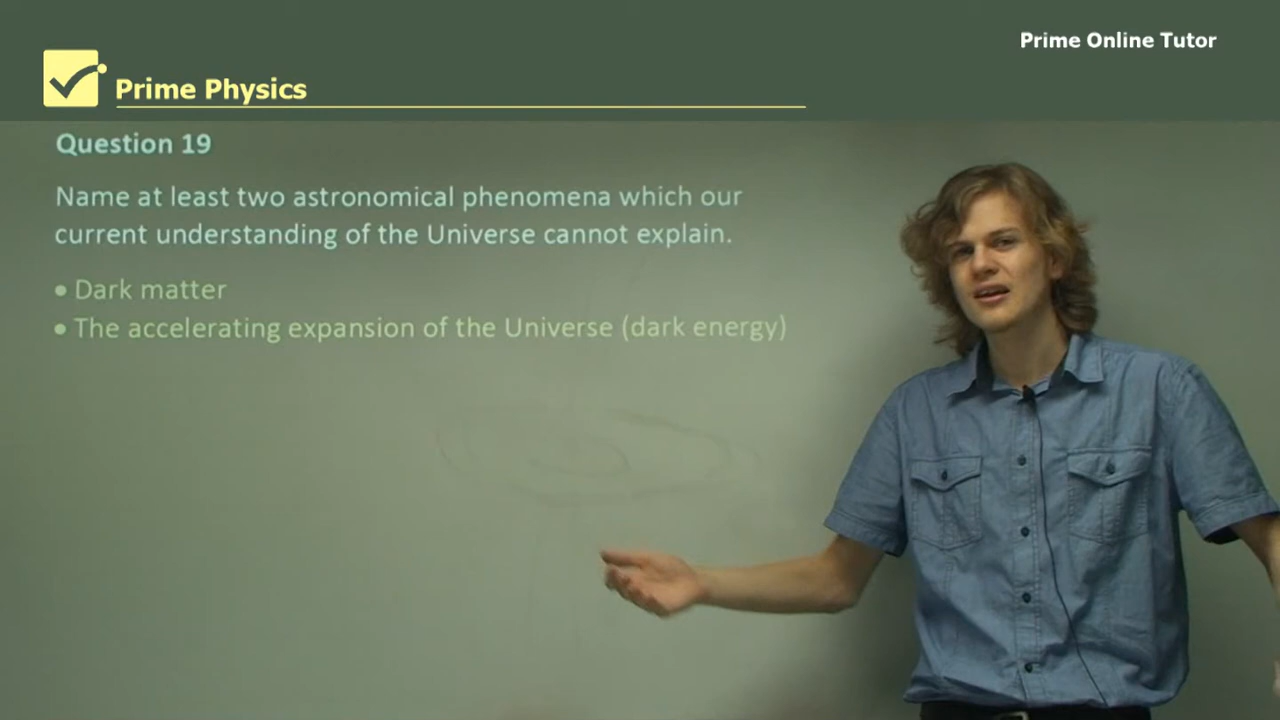 Prime Online Tutor
Prime Physics
Question 19
Name at least two astronomical phenomena which our
current understanding of the Universe cannot explain.
• Dark matter
• The accelerating expansion of the Universe (dark energy)